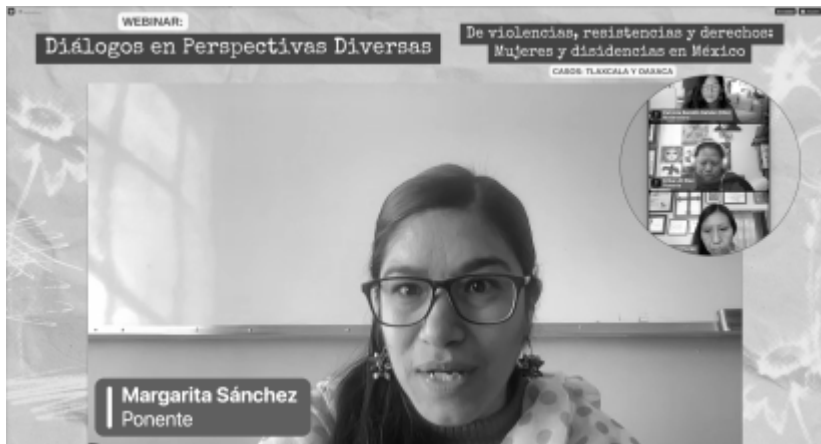 WEBINAR:
Diálogos en Perspectivas Diversas
De violencias, resistencias y derechos:
Mujeres y disidencias en México
CASOS: TLAXCALA Y OAXACA
Margarita Sánchez
Ponente